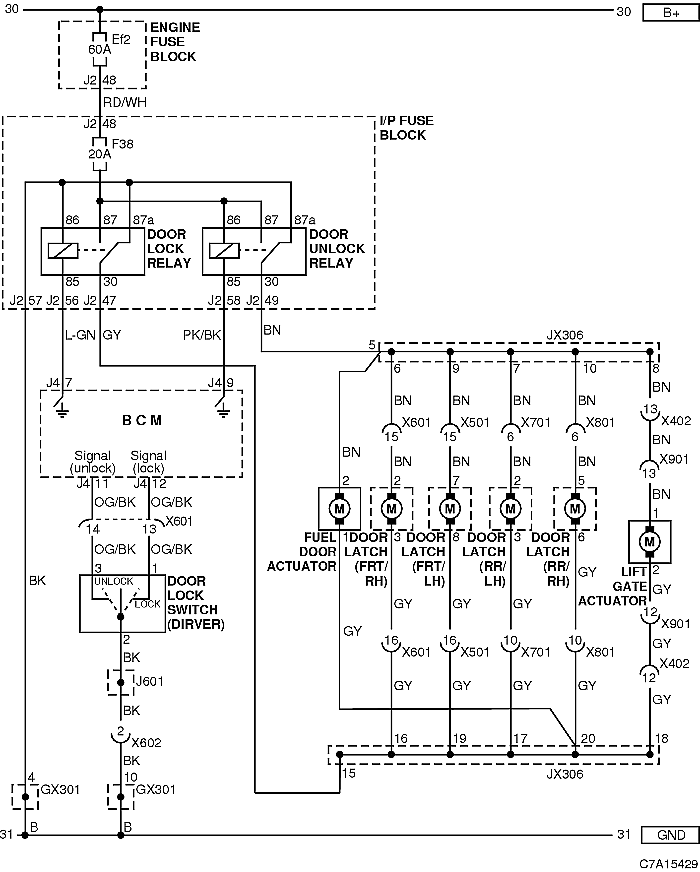 30 30 B+
Ef2
60A
ENGINE
FUSE
BLOCK
J2 48
RD/WH
J2 48
I/P FUSE
BLOCK
F38
20A
86 87 87a 86 87 87a
DOOR
LOCK
RELAY
DOOR
UNLOCK
RELAY
85 30 85 30
J2 57 J2 56 J2 47 J2 58 J2 49
L-GN GY PK/BK BN
5 JX306
6 9 7 10 8
J4 7 J4 9
BN BN BN BN BN
13 X402
X601 X501 X701 X801
15 15 6 6
BN
X901
13
BCM
Signal
(unlock)
Signal
(lock)
J4 11 J4 12
BN BN BN BN BN BN
OG/BK OG/BK
2 2 7 2 5
X601
14 13
M M M M M
1
M
OG/BK OG/BK
1 3 8 3 6
FUEL
DOOR
ACTUATOR
DOOR
LATCH
(FRT/
RH)
DOOR
LATCH
(FRT/
LH)
DOOR
LATCH
(RR/
LH)
DOOR
LATCH
(RR/
RH)
GY
2
LIFT
GATE
ACTUATOR
GY
3 1
UNLOCK
LOCK
DOOR
LOCK
SWITCH
(DIRVER)
BK
2
BK
GY GY GY GY
GY
12 X901
16 X601 16 X501 10 X701 10 X801
GY
X402
12
J601
BK
GY GY GY GY GY
2 X602
BK
16 19 17 20 18
15 JX306
4 GX301
10 GX301
31 B B 31 GND
C7A15429